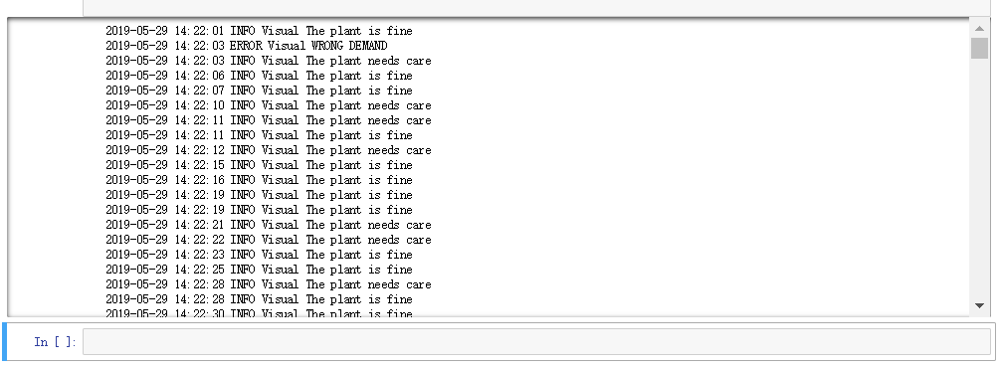 2019-05-29 14:22:01 INFO Visual The plant is fine
2019-05-29 14:22:03 ERROR Visual WRONG DEMAND
2019-05-29 14:22:03 INFO Visual The plant needs care
2019-05-29 14:22:06 INFO Visual The plant is fine
2019-05-29 14:22:07 INFO Visual The plant is fine
2019-05-29 14:22:10 INFO Visual The plant needs care
2019-05-29 14:22:11 INFO Visual The plant needs care
2019-05-29 14:22:11 INFO Visual The plant is fine
2019-05-29 14:22:12 INFO Visual The plant needs care
2019-05-29 14:22:15 INFO Visual The plant is fine
2019-05-29 14:22:16 INFO Visual The plant is fine
2019-05-29 14:22:19 INFO Visual The plant is fine
2019-05-29 14:22:19 INFO Visual The plant is fine
2019-05-29 14:22:21 INFO Visual The plant needs care
2019-05-29 14:22:22 INFO Visual The plant needs care
2019-05-29 14:22:23 INFO Visual The plant is fine
2019-05-29 14:22:25 INFO Visual The plant is fine
2019-05-29 14:22:28 INFO Visual The plant needs care
2019-05-29 14:22:28 INFO Visual The plant is fine
2019-05-29 14:22:30 INFO Visual The plant is fine
In [ ]: